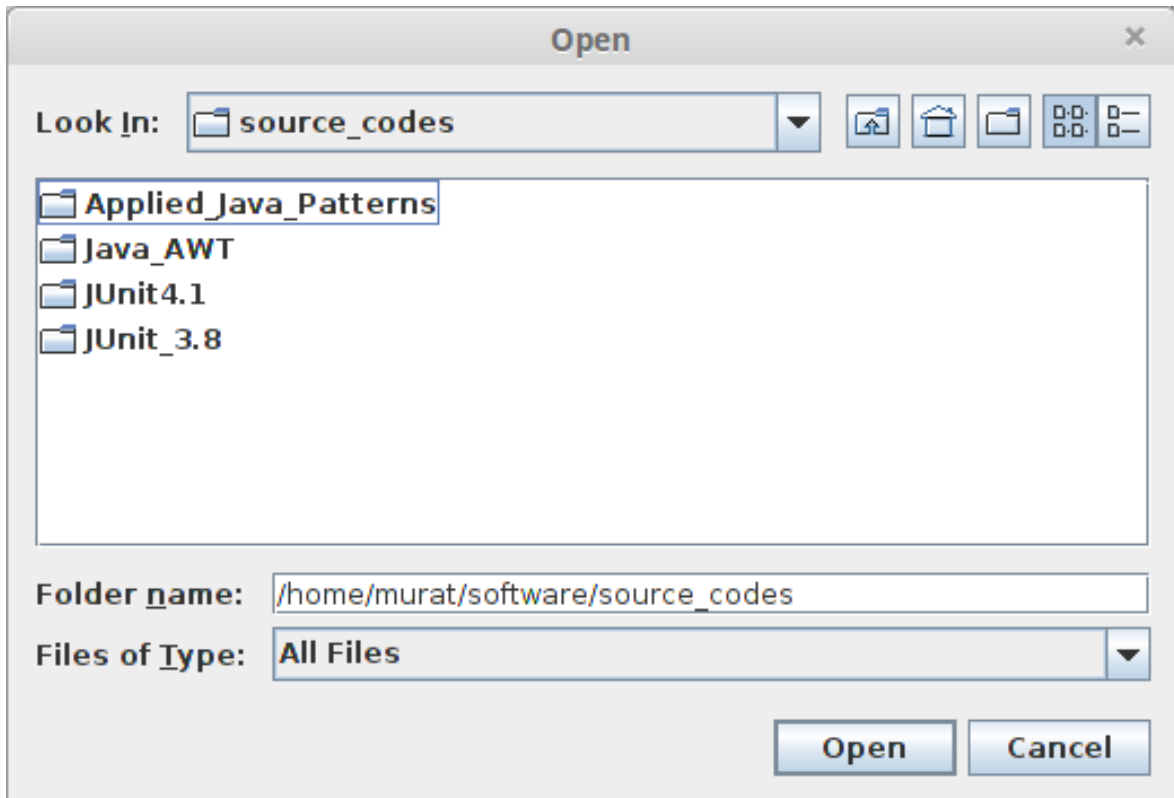 Open
Look In: source_codes
Applied_Java_Patterns
Java_AWT
JUnit4.1
JUnit_3.8
Folder name: /home/murat/software/source_codes
Files of Type: All Files
Open Cancel